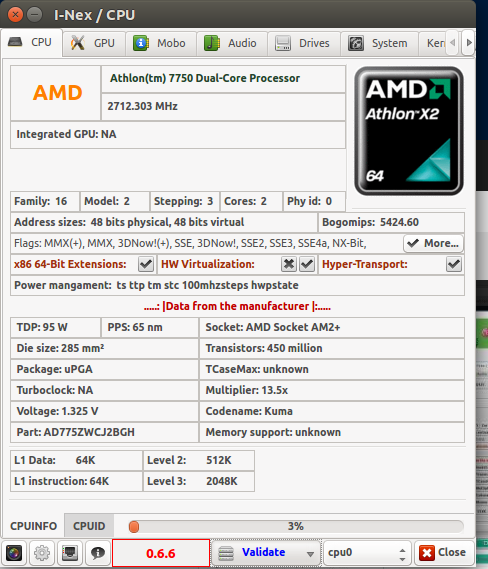 I-Nex / CPU
CPU GPU Mobo Audio Drives System Kern
AMD
Athlon(tm) 7750 Dual-Core Processor
2712.303 MHz
Integrated GPU: NA
AMD
Athlon™X2
64
Family: 16 Model: 2 Stepping: 3 Cores: 2 Phy id: 0
Address sizes: 48 bits physical, 48 bits virtual Bogomips: 5424.60
Flags: MMX(+), MMX, 3DNow!(+), SSE, 3DNow!, SSE2, SSE3, SSE4a, NX-Bit, More...
x86 64-Bit Extensions: HW Virtualization: Hyper-Transport:
Power mangament: ts ttp tm stc 100mhzsteps hwpstate
.....: |Data from the manufacturer |:.....
TDP: 95 W PPS: 65 nm Socket: AMD Socket AM2+
Die size: 285 mm² Transistors: 450 million
Package: uPGA TCaseMax: unknown
Turboclock: NA Multiplier: 13.5x
Voltage: 1.325 V Codename: Kuma
Part: AD775ZWCJ2BGH Memory support: unknown
L1 Data: 64K Level 2: 512K
L1 instruction: 64K Level 3: 2048K
CPUINFO CPUID 3%
0.6.6 Validate cpu0 Close